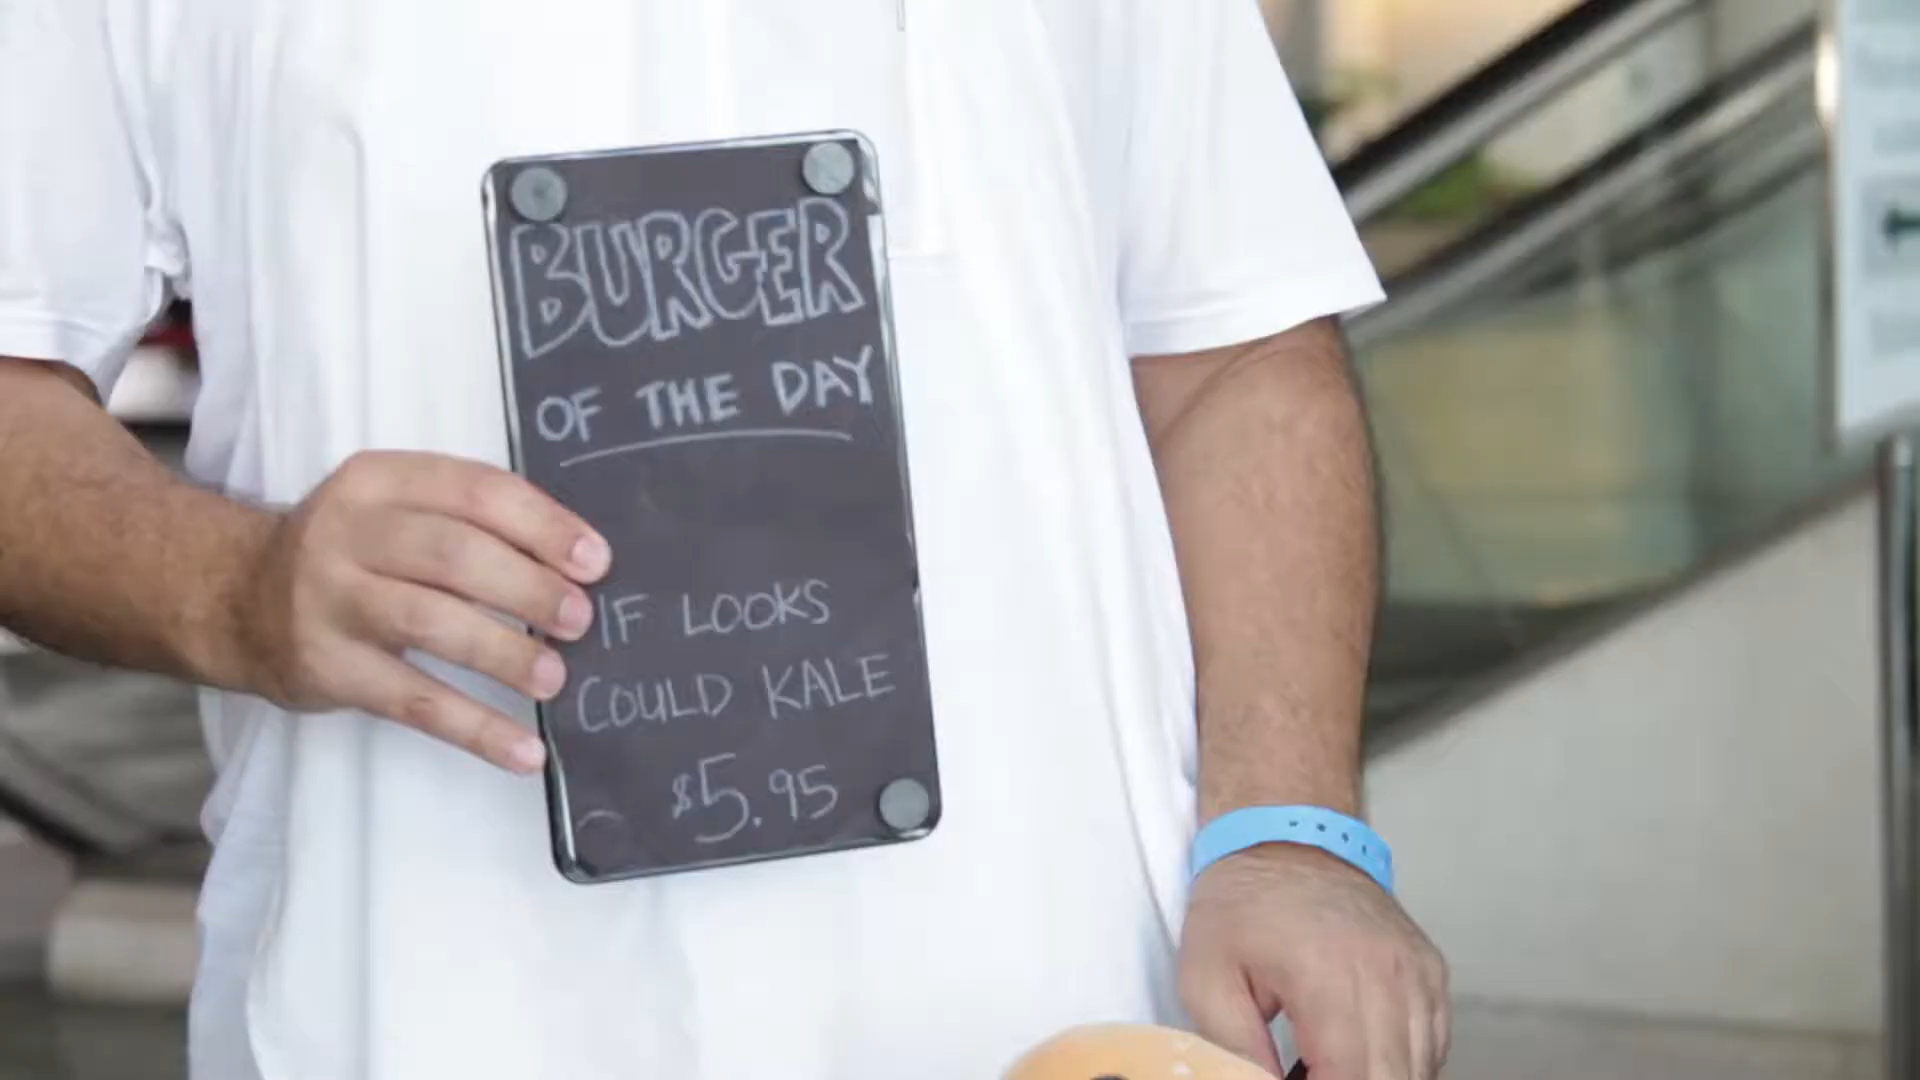 BURGER
OF THE DAY
IF LOOKS
COULD KALE
$5.95